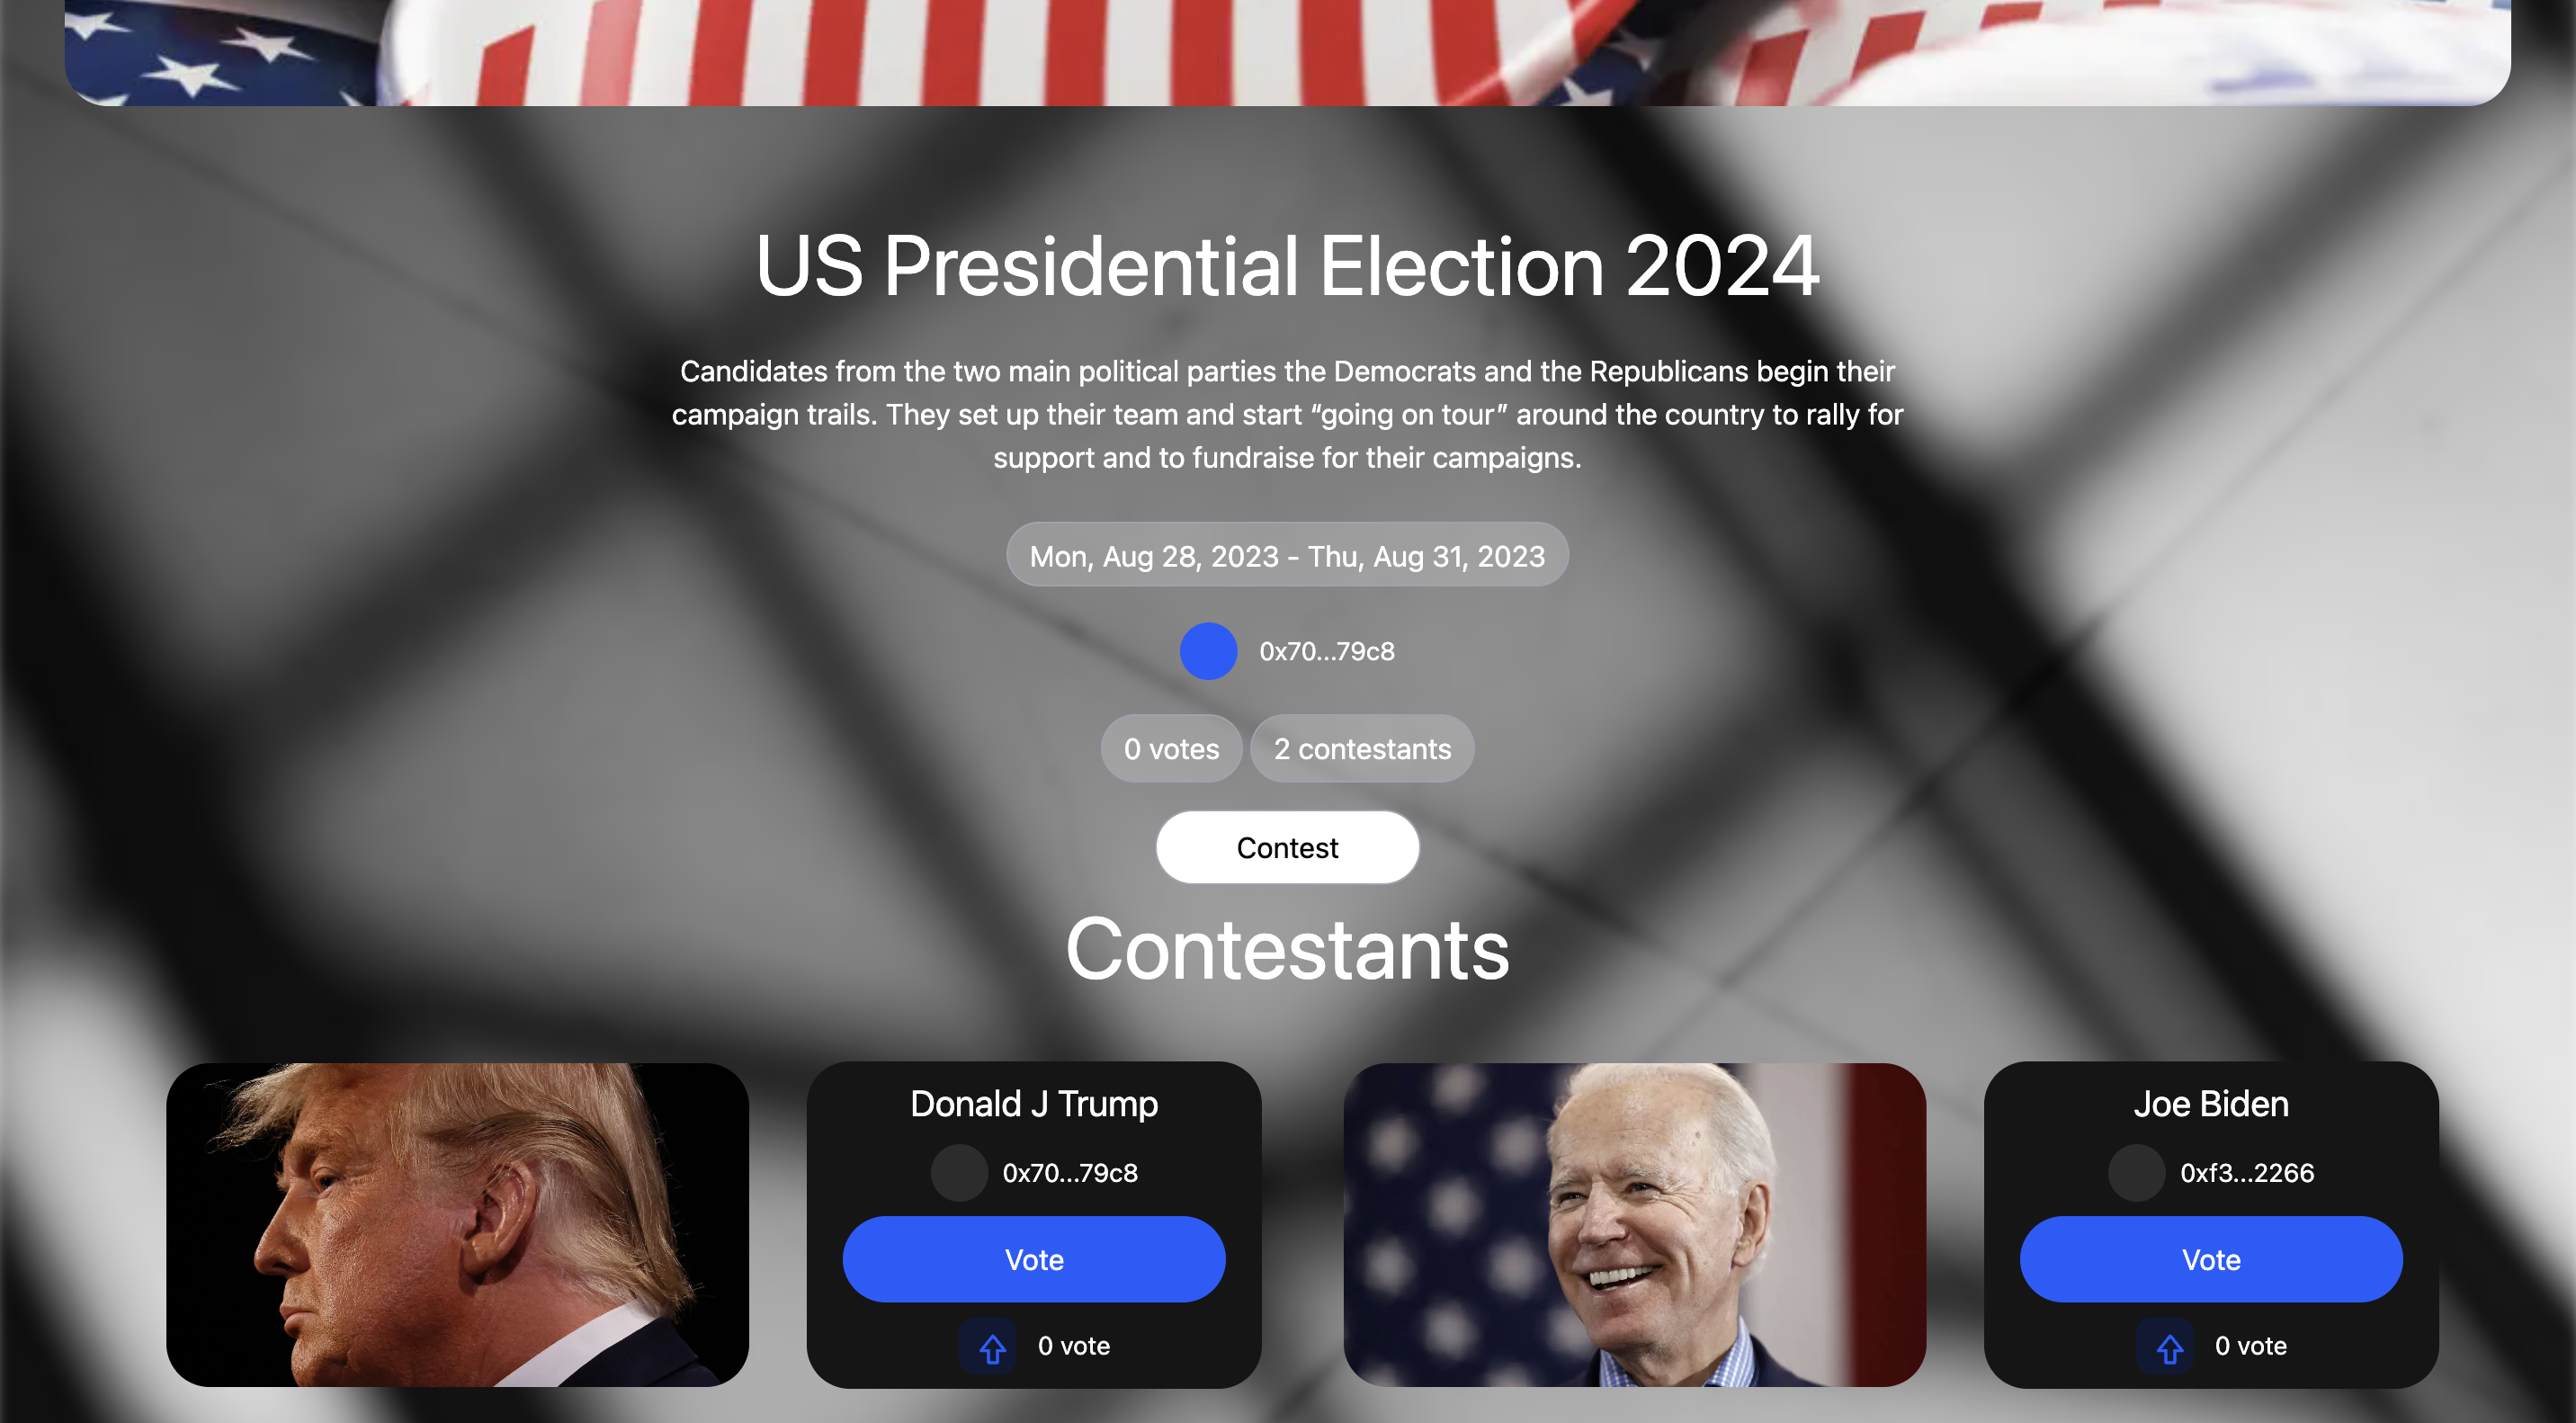 US Presidential Election 2024
Candidates from the two main political parties the Democrats and the Republicans begin their
campaign trails. They set up their team and start “going on tour” around the country to rally for
support and to fundraise for their campaigns.
Mon, Aug 28, 2023 - Thu, Aug 31, 2023
0x70...79c8
0 votes
2 contestants
Contest
Contestants
Donald J Trump
0x70...79c8
Vote
0 vote
Joe Biden
0xf3...2266
Vote
0 vote